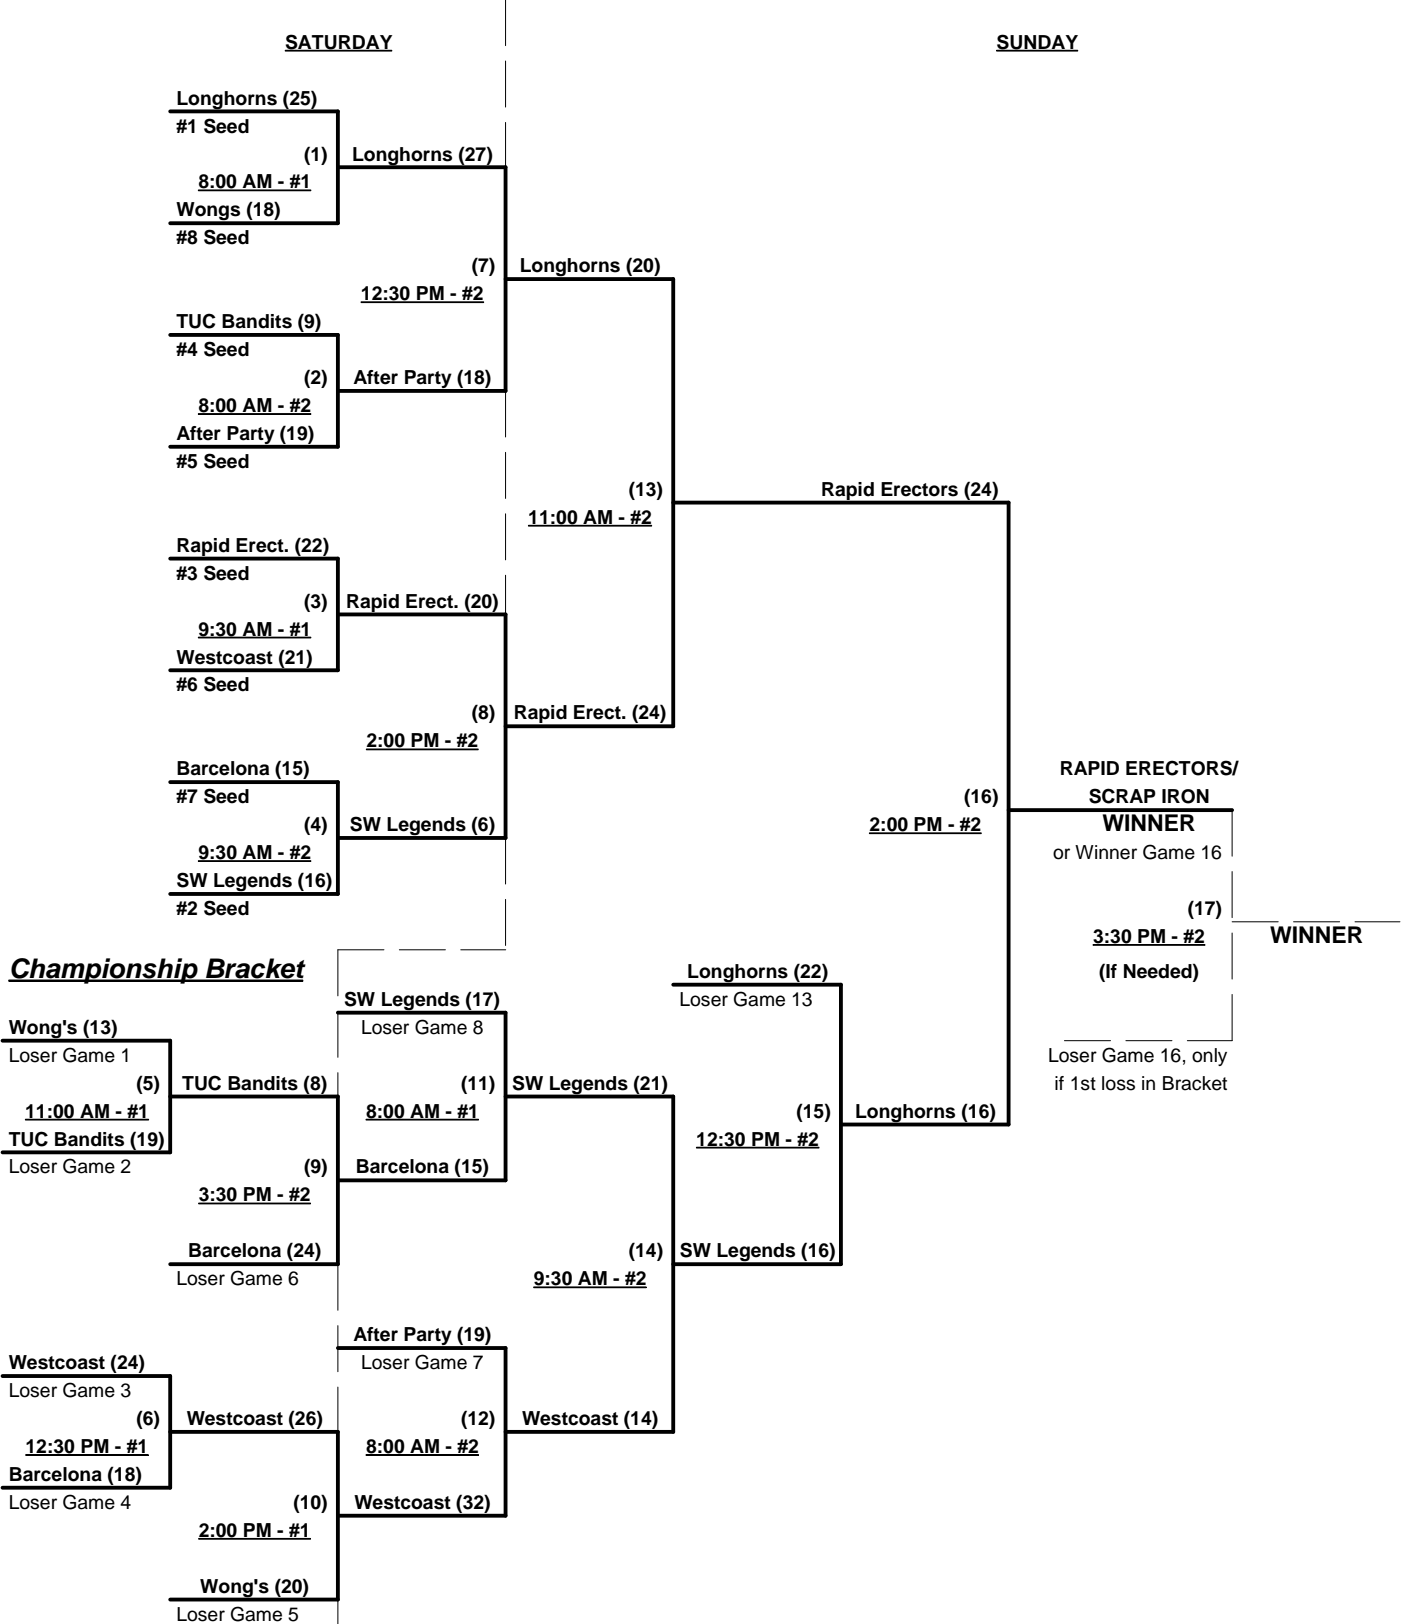 SATURDAY
SUNDAY
Longhorns (25)
#1 Seed
(1)
Longhorns (27)
8:00 AM - #1
Wongs (18)
#8 Seed
(7)
Longhorns (20)
12:30 PM - #2
TUC Bandits (9)
#4 Seed
(2)
After Party (18)
8:00 AM - #2
After Party (19)
#5 Seed
(13)
Rapid Erectors (24)
11:00 AM - #2
Rapid Erect. (22)
#3 Seed
(3)
Rapid Erect. (20)
9:30 AM - #1
Westcoast (21)
#6 Seed
(8)
Rapid Erect. (24)
2:00 PM - #2
Barcelona (15)
#7 Seed
(4)
SW Legends (6)
9:30 AM - #2
SW Legends (16)
#2 Seed
RAPID ERECTORS/
SCRAP IRON
(16)
2:00 PM - #2
WINNER
or Winner Game 16
(17)
3:30 PM - #2
WINNER
(If Needed)
Loser Game 16, only
if 1st loss in Bracket
Championship Bracket
Longhorns (22)
Loser Game 13
SW Legends (17)
Loser Game 8
Wong's (13)
Loser Game 1
(5)
TUC Bandits (8)
11:00 AM - #1
TUC Bandits (19)
Loser Game 2
(11)
SW Legends (21)
8:00 AM - #1
(15)
Longhorns (16)
12:30 PM - #2
(9)
Barcelona (15)
3:30 PM - #2
Barcelona (24)
Loser Game 6
(14)
SW Legends (16)
9:30 AM - #2
After Party (19)
Loser Game 7
Westcoast (24)
Loser Game 3
(6)
Westcoast (26)
12:30 PM - #1
Barcelona (18)
Loser Game 4
(12)
Westcoast (14)
8:00 AM - #2
(10)
Westcoast (32)
2:00 PM - #1
Wong's (20)
Loser Game 5